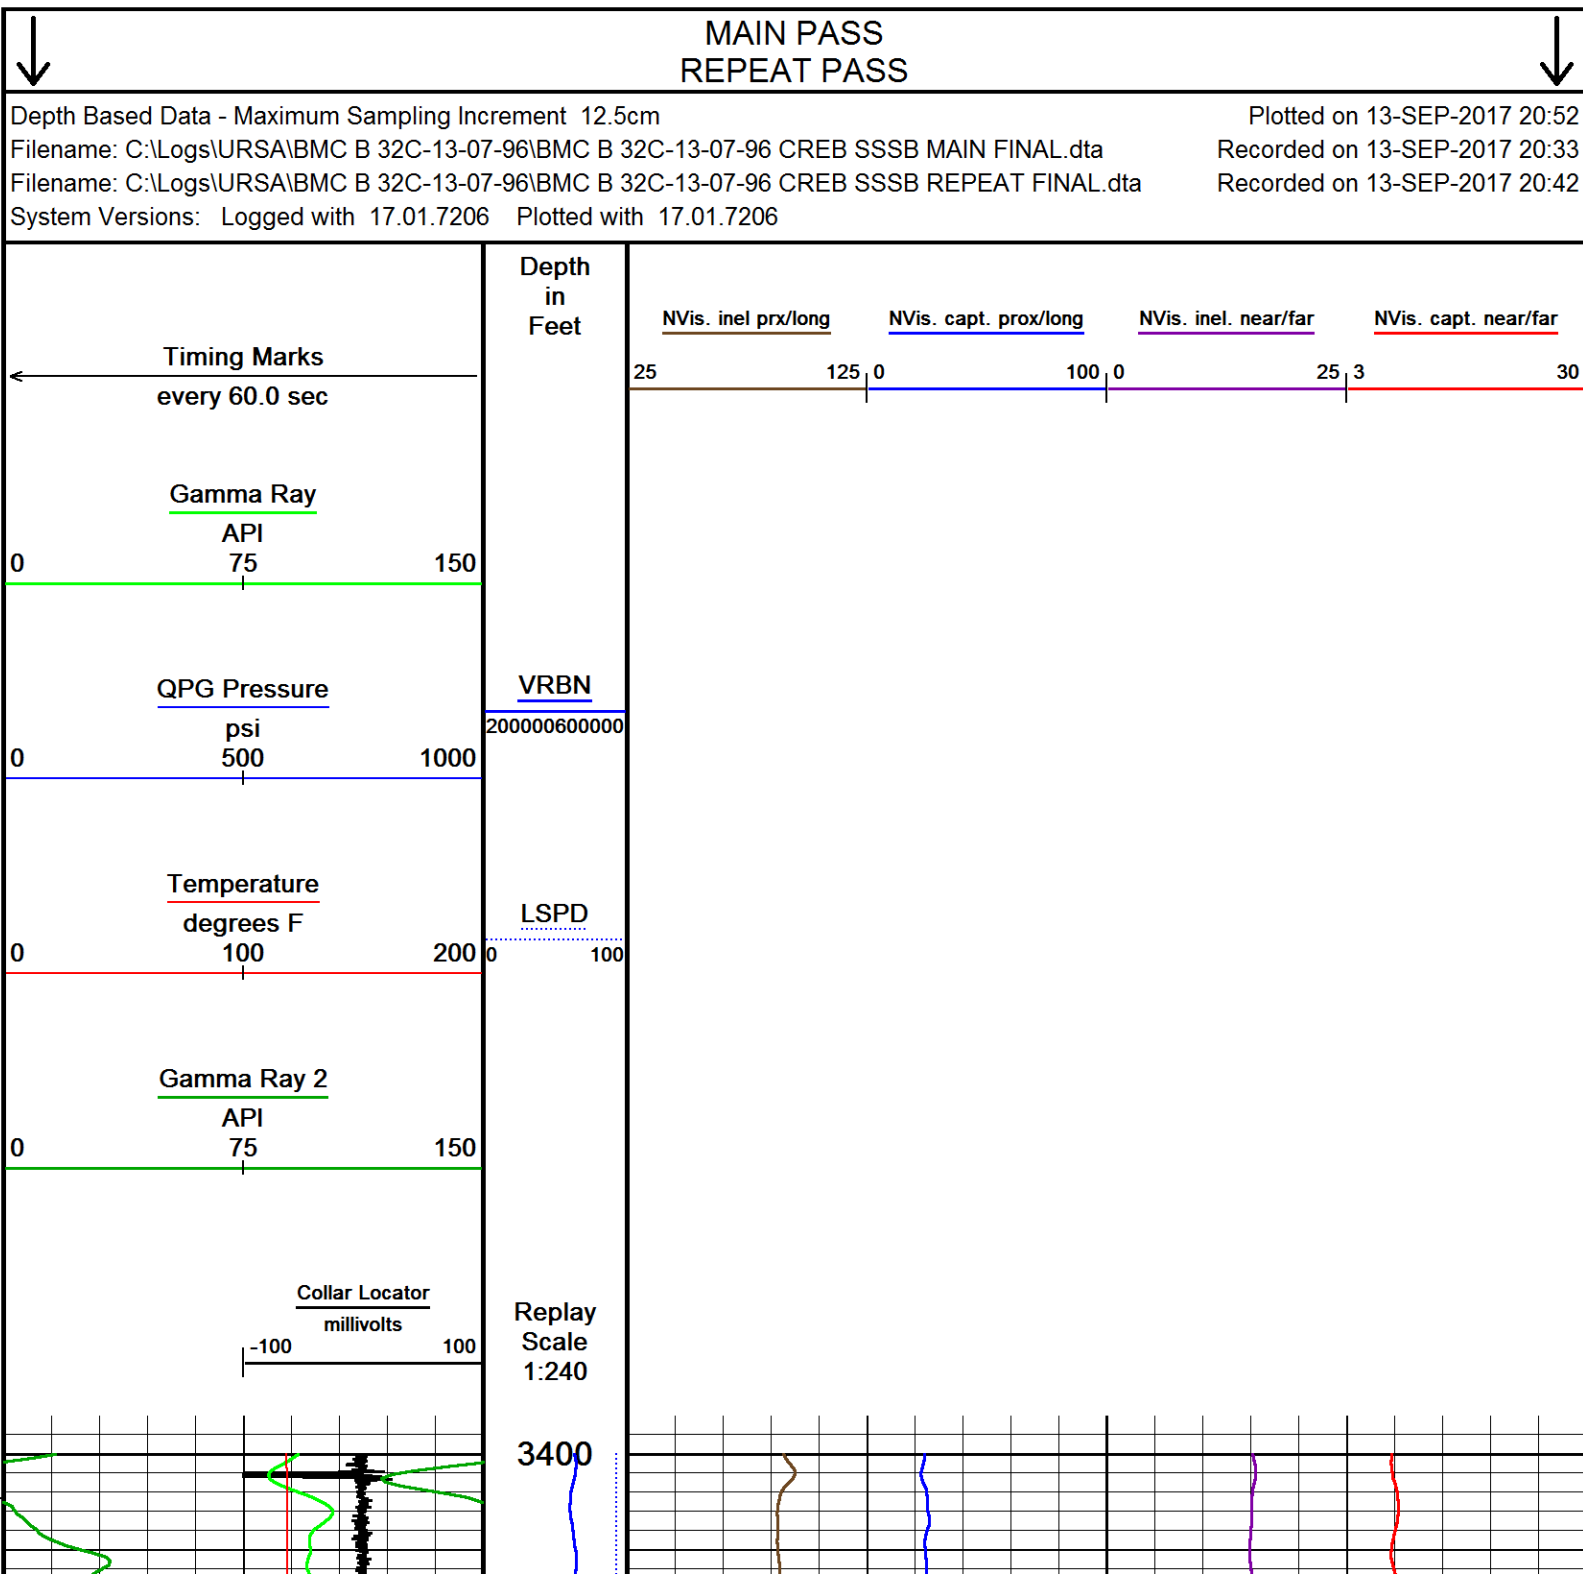 MAIN PASS
REPEAT PASS
Depth Based Data - Maximum Sampling Increment 12.5cm Plotted on 13-SEP-2017 20:52
Filename: C:\Logs\URSA\BMC B 32C-13-07-96\BMC B 32C-13-07-96 CREB SSSB MAIN FINAL.dta Recorded on 13-SEP-2017 20:33
Filename: C:\Logs\URSA\BMC B 32C-13-07-96\BMC B 32C-13-07-96 CREB SSSB REPEAT FINAL.dta Recorded on 13-SEP-2017 20:42
System Versions: Logged with 17.01.7206 Plotted with 17.01.7206
Timing Marks
every 60.0 sec
Gamma Ray
API
0 75 150
QPG Pressure
psi
0 500 1000
Temperature
degrees F
0 100 200
Gamma Ray 2
API
0 75 150
Collar Locator
millivolts
-100 100
Depth
in
Feet
VRBN
200000600000
LSPD
0 100
Replay
Scale
1:240
3400
NVis. inel prx/long NVis. capt. prox/long NVis. inel. near/far NVis. capt. near/far
25 125 0 100 0 25 3 30